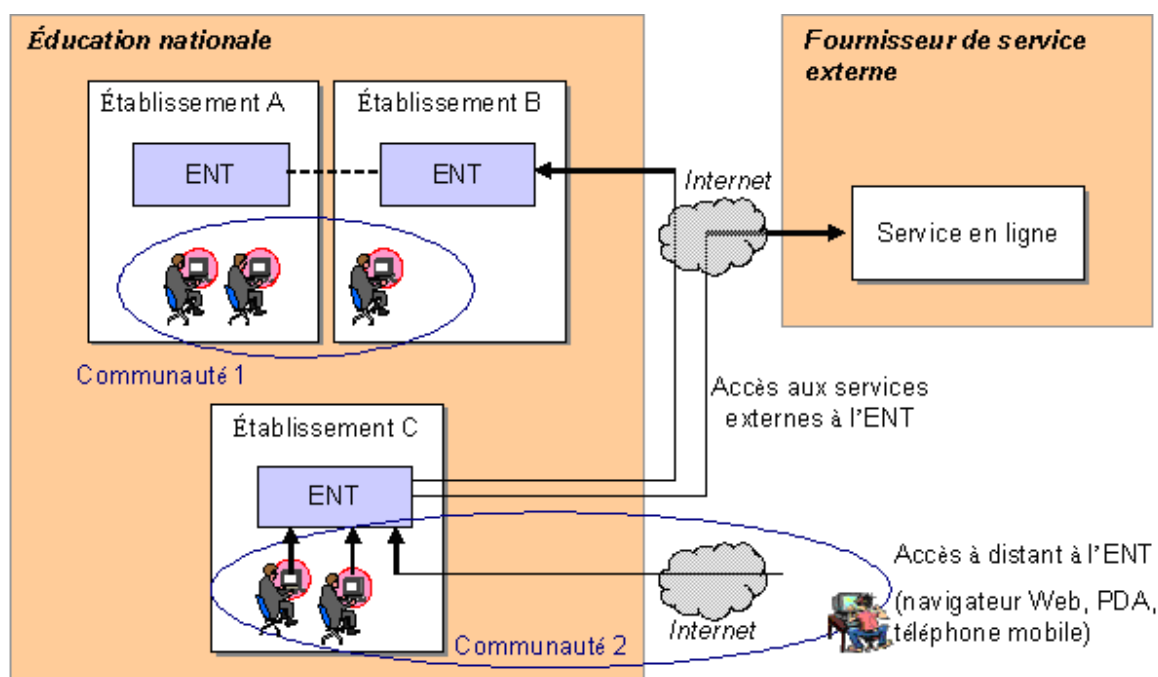 Éducation nationale
Établissement A
ENT
Établissement B
ENT
Communauté 1
Établissement C
ENT
Communauté 2
Internet
Fournisseur de service
externe
Service en ligne
Accès aux services
externes à l'ENT
Internet
Accès à distant à l'ENT
(navigateur Web, PDA,
téléphone mobile)